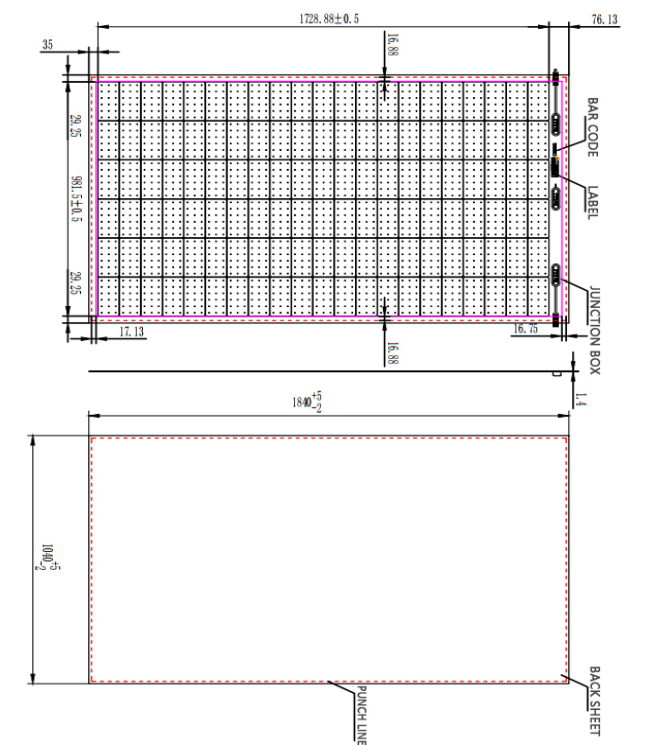 1728.88±0.5
76.13
35
16.88
29.25
981.5±0.5
29.25
BAR CODE
LABEL
JUNCTION BOX
17.13
16.88
16.75
1.4
1840+5-2
1040+5-2
BACK SHEET
PUNCH LINE